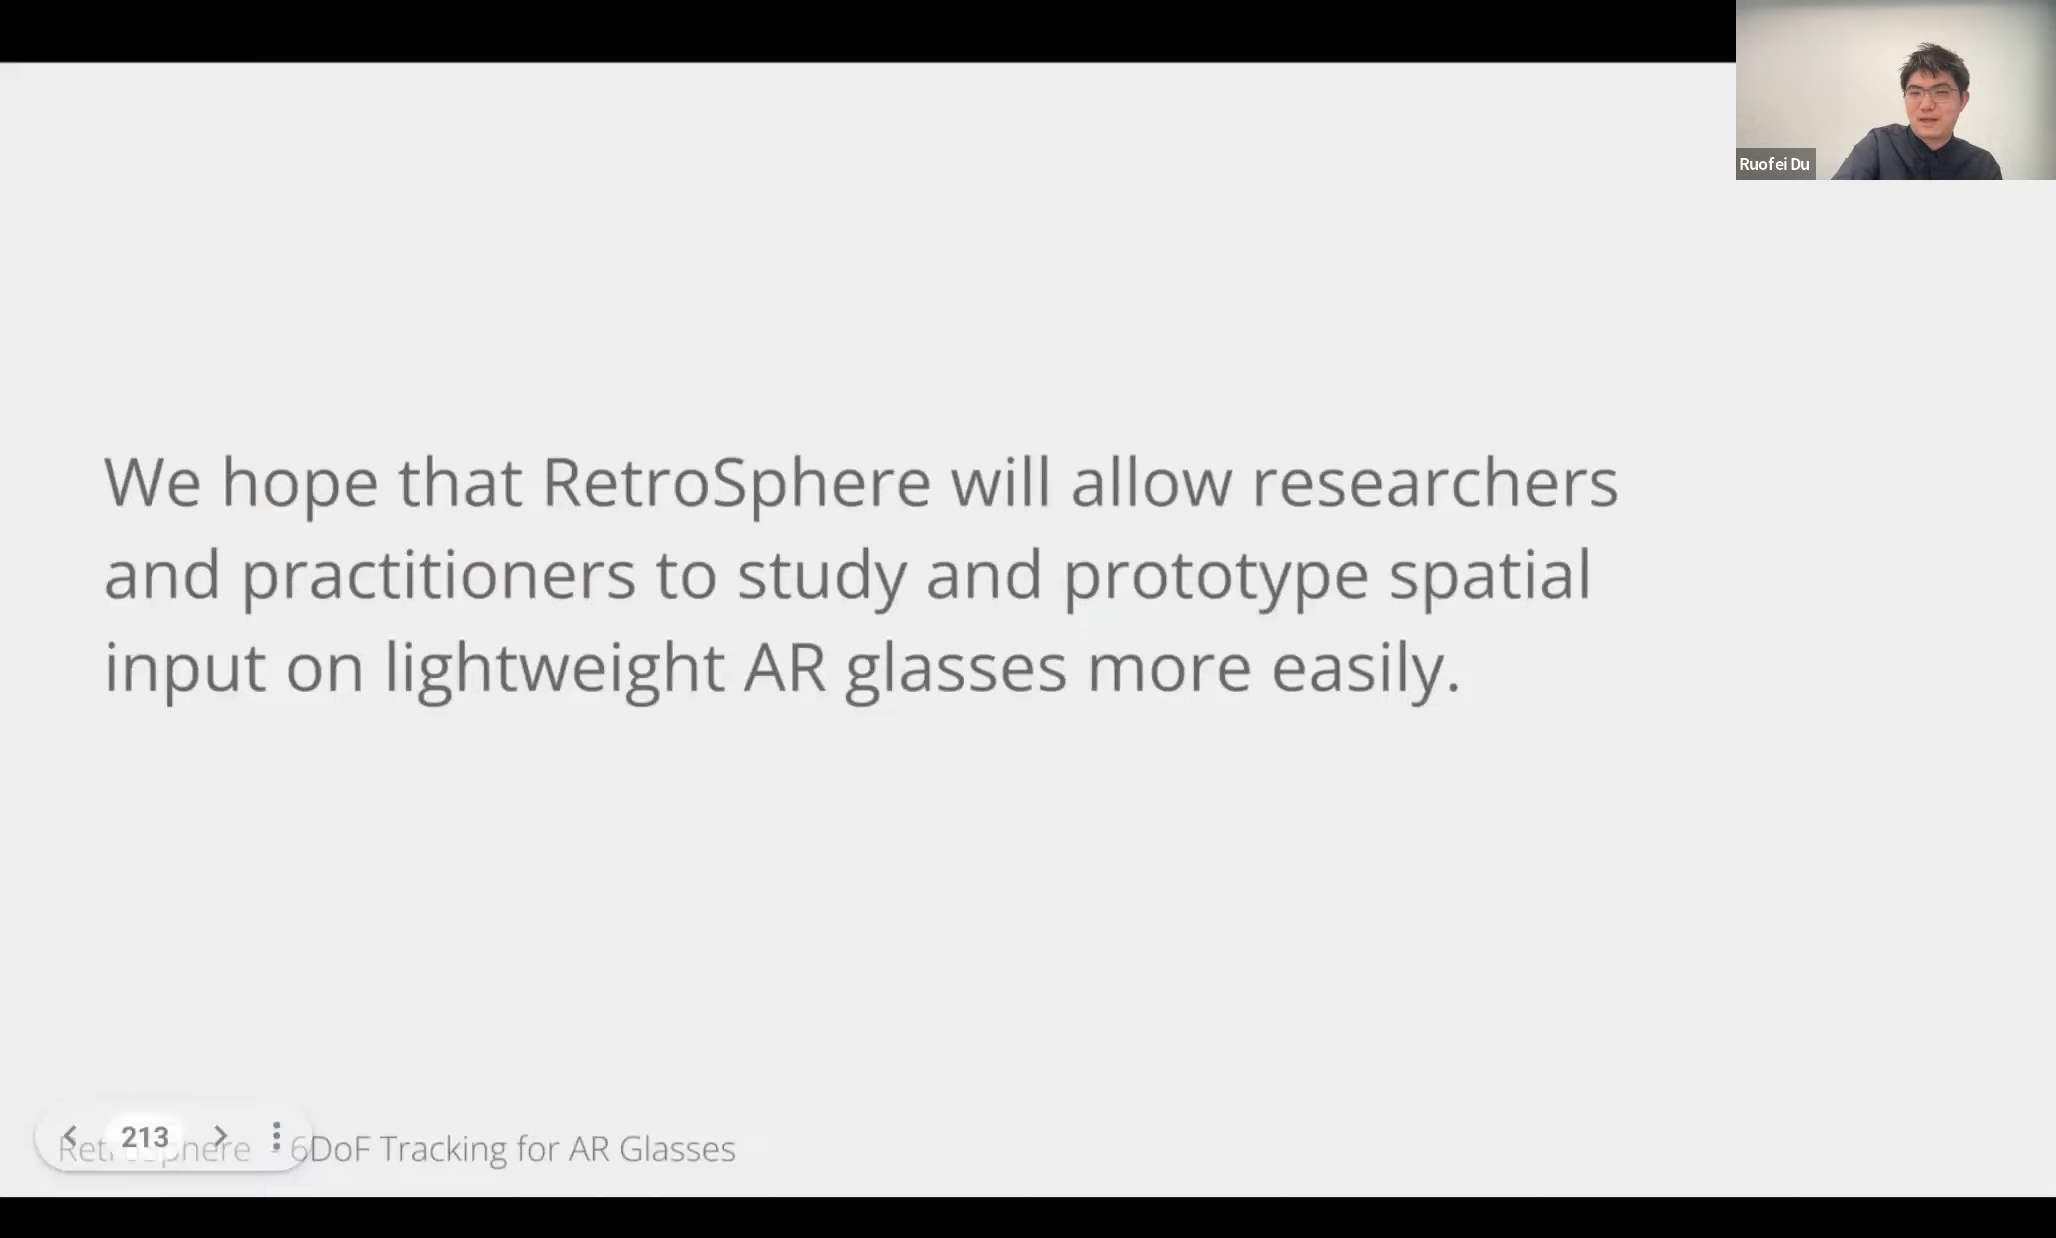 Ruofei Du
We hope that RetroSphere will allow researchers
and practitioners to study and prototype spatial
input on lightweight AR glasses more easily.
213
RetroSphere - 6DoF Tracking for AR Glasses